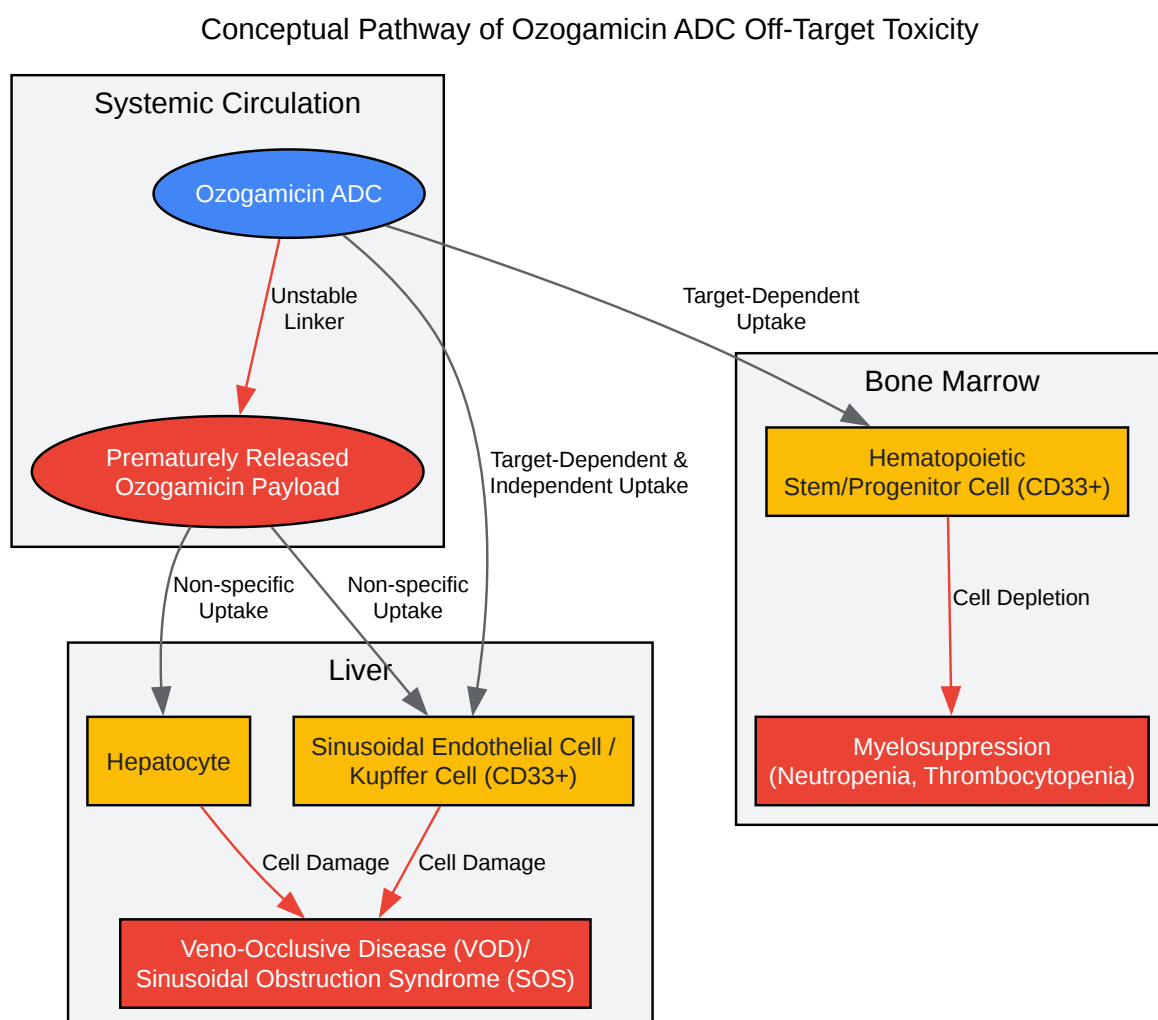 Conceptual Pathway of Ozogamicin ADC Off-Target Toxicity
Systemic Circulation
Ozogamicin ADC
Unstable
Linker
Target-Dependent
Uptake
Bone Marrow
Prematurely Released
Ozogamicin Payload
Target-Dependent &
Independent Uptake
Hematopoietic
Stem/Progenitor Cell (CD33+)
Non-specific
Uptake
Non-specific
Uptake
Cell Depletion
Liver
Hepatocyte
Sinusoidal Endothelial Cell /
Kupffer Cell (CD33+)
Myelosuppression
(Neutropenia, Thrombocytopenia)
Cell Damage
Cell Damage
Veno-Occlusive Disease (VOD)/
Sinusoidal Obstruction Syndrome (SOS)